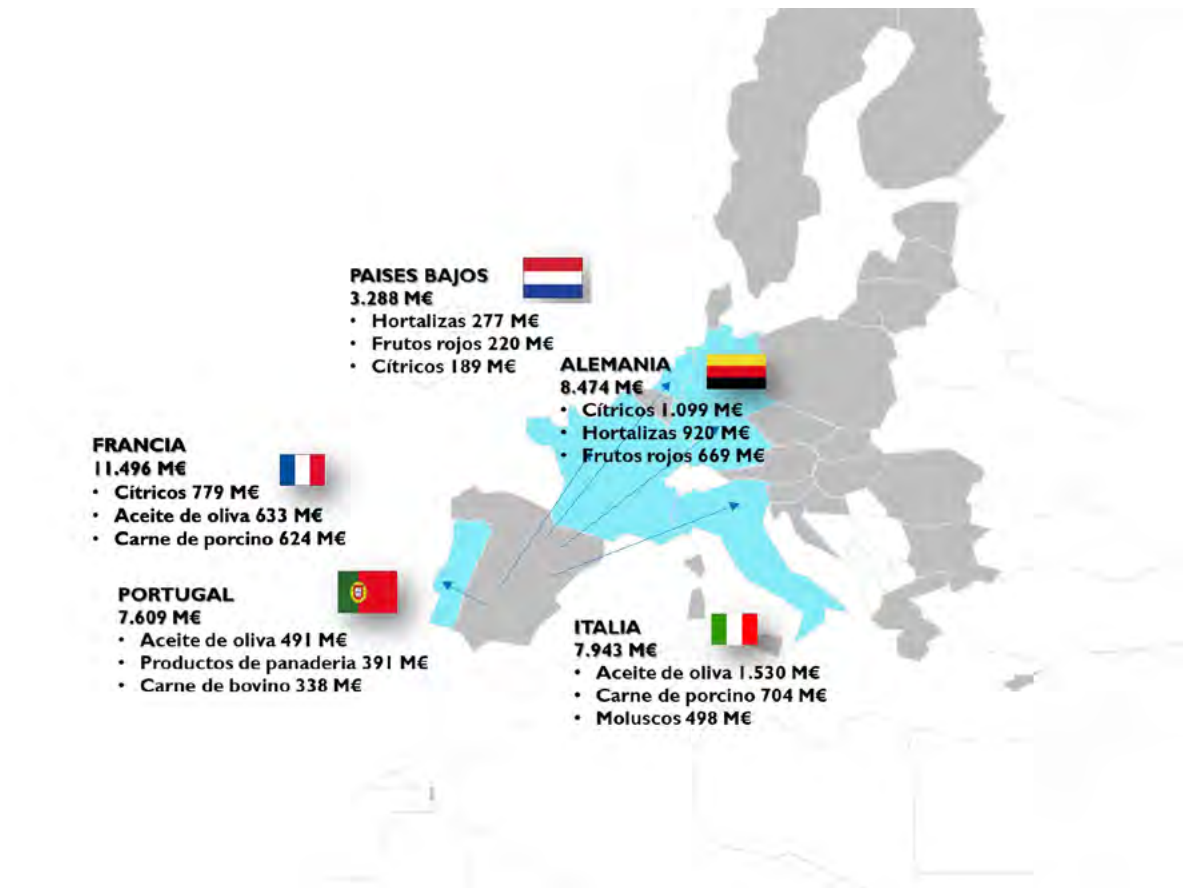 PAISES BAJOS
3.288 M€
• Hortalizas 277 M€
• Frutos rojos 220 M€
• Cítricos 189 M€
ALEMANIA
8.474 M€
• Cítricos 1.099 M€
• Hortalizas 920 M€
• Frutos rojos 669 M€
FRANCIA
11.496 M€
• Cítricos 779 M€
• Aceite de oliva 633 M€
• Carne de porcino 624 M€
PORTUGAL
7.609 M€
• Aceite de oliva 491 M€
• Productos de panaderia 391 M€
• Carne de bovino 338 M€
ITALIA
7.943 M€
• Aceite de oliva 1.530 M€
• Carne de porcino 704 M€
• Moluscos 498 M€